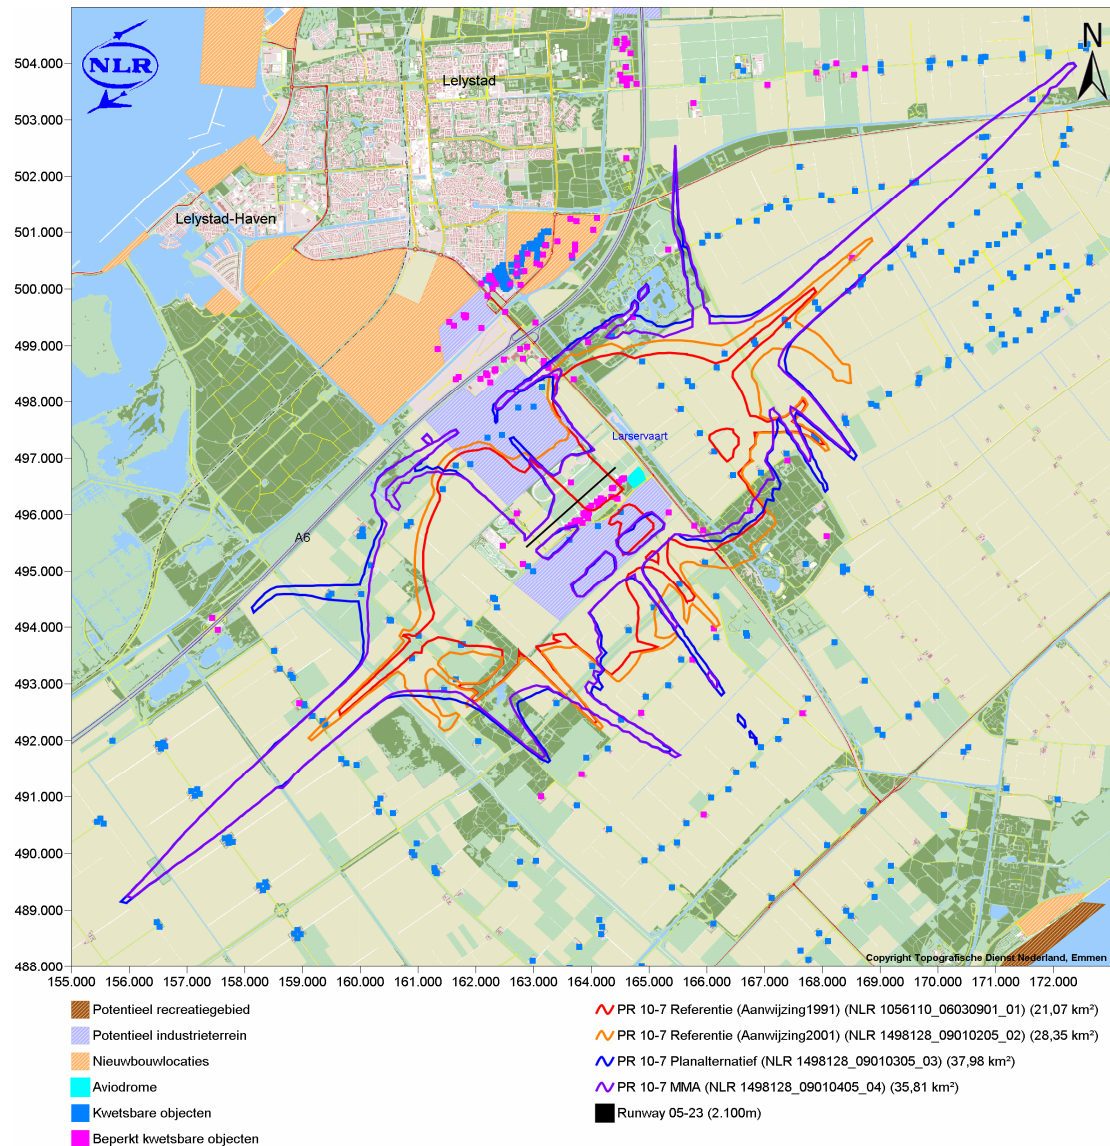 NLR
N
Lelystad
Lelystad-Haven
Larservaart
A6
504.000
503.000
502.000
501.000
500.000
499.000
498.000
497.000
496.000
495.000
494.000
493.000
492.000
491.000
490.000
489.000
488.000
Copyright Topografische Dienst Nederland, Emmen
155.000 156.000 157.000 158.000 159.000 160.000 161.000 162.000 163.000 164.000 165.000 166.000 167.000 168.000 169.000 170.000 171.000 172.000
Potentieel recreatiegebied
Potentieel industrieterrein
Nieuwbouwlocaties
Aviodrome
Kwetsbare objecten
Beperkt kwetsbare objecten
PR 10-7 Referentie (Aanwijzing1991) (NLR 1056110_06030901_01) (21,07 km²)
PR 10-7 Referentie (Aanwijzing2001) (NLR 1498128_09010205_02) (28,35 km²)
PR 10-7 Planalternatief (NLR 1498128_09010305_03) (37,98 km²)
PR 10-7 MMA (NLR 1498128_09010405_04) (35,81 km²)
Runway 05-23 (2.100m)